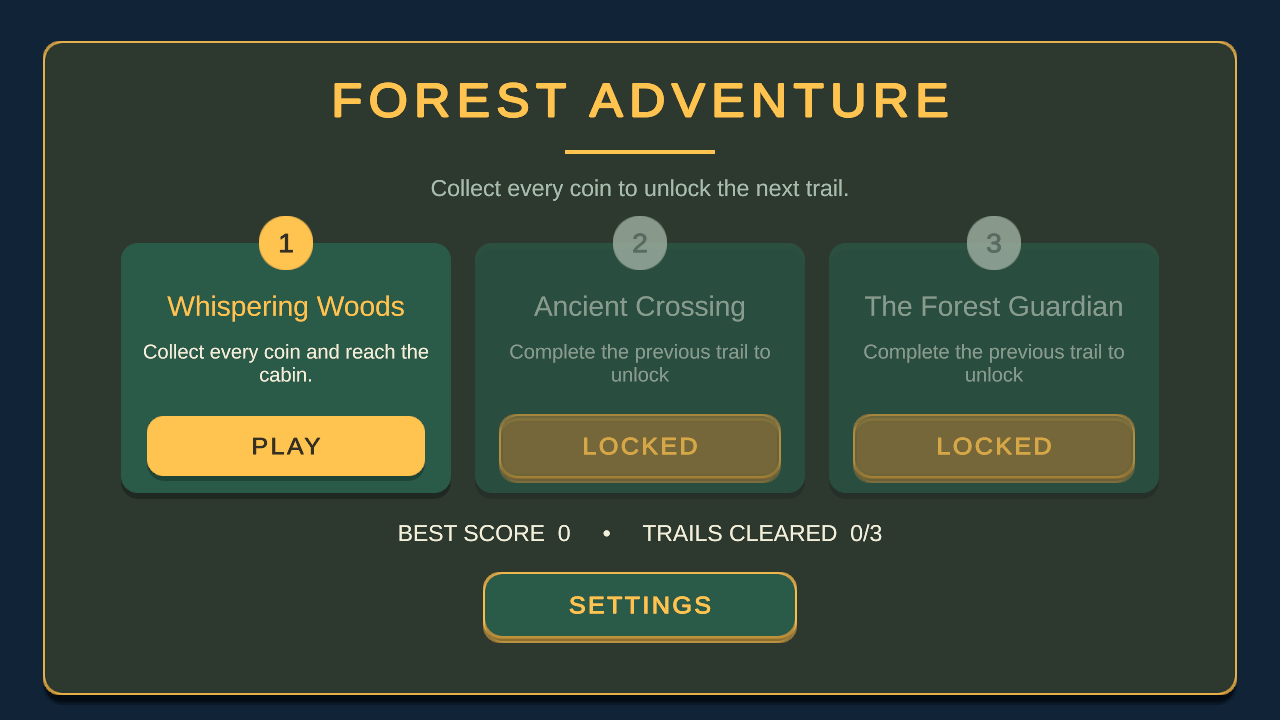 FOREST ADVENTURE
Collect every coin to unlock the next trail.
1
Whispering Woods
Collect every coin and reach the
cabin.
PLAY
2
Ancient Crossing
Complete the previous trail to
unlock
LOCKED
3
The Forest Guardian
Complete the previous trail to
unlock
LOCKED
BEST SCORE 0 • TRAILS CLEARED 0/3
SETTINGS